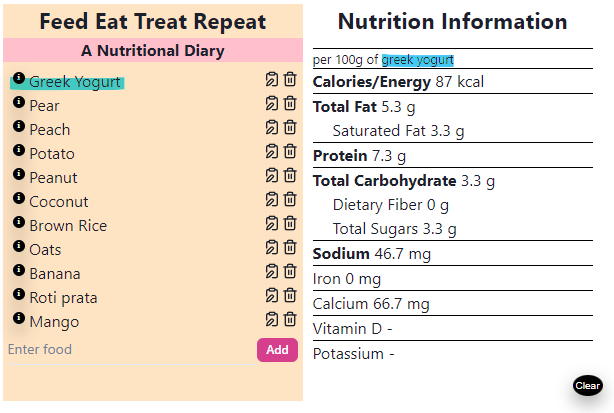 Feed Eat Treat Repeat
A Nutritional Diary
Greek Yogurt
Pear
Peach
Potato
Peanut
Coconut
Brown Rice
Oats
Banana
Roti prata
Mango
Enter food
Add
Nutrition Information
per 100g of greek yogurt
Calories/Energy 87 kcal
Total Fat 5.3 g
Saturated Fat 3.3 g
Protein 7.3 g
Total Carbohydrate 3.3 g
Dietary Fiber 0 g
Total Sugars 3.3 g
Sodium 46.7 mg
Iron 0 mg
Calcium 66.7 mg
Vitamin D -
Potassium -
Clear